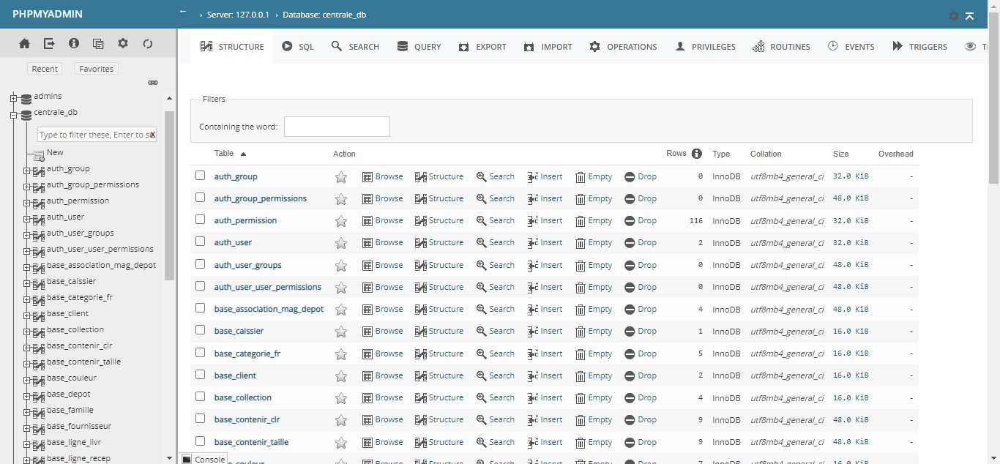 PHPMYADMIN
← › Server: 127.0.0.1 › Database: centrale_db
Recent Favorites
admins
centrale_db
Type to filter these, Enter to se X
New
auth_group
auth_group_permissions
auth_permission
auth_user
auth_user_groups
auth_user_user_permissions
base_association_mag_depot
base_caissier
base_categorie_fr
base_client
base_collection
base_contenir_clr
base_contenir_taille
base_couleur
base_depot
base_famille
base_fournisseur
base_ligne_livr
base_ligne_recep
STRUCTURE SQL SEARCH QUERY EXPORT IMPORT OPERATIONS PRIVILEGES ROUTINES EVENTS TRIGGERS
Filters
Containing the word:
Table Action Rows Type Collation Size Overhead
auth_group Browse Structure Search Insert Empty Drop 0 InnoDB utf8mb4_general_ci 32.0 KiB -
auth_group_permissions Browse Structure Search Insert Empty Drop 0 InnoDB utf8mb4_general_ci 48.0 KiB -
auth_permission Browse Structure Search Insert Empty Drop 116 InnoDB utf8mb4_general_ci 32.0 KiB -
auth_user Browse Structure Search Insert Empty Drop 2 InnoDB utf8mb4_general_ci 32.0 KiB -
auth_user_groups Browse Structure Search Insert Empty Drop 0 InnoDB utf8mb4_general_ci 48.0 KiB -
auth_user_user_permissions Browse Structure Search Insert Empty Drop 0 InnoDB utf8mb4_general_ci 48.0 KiB -
base_association_mag_depot Browse Structure Search Insert Empty Drop 4 InnoDB utf8mb4_general_ci 48.0 KiB -
base_caissier Browse Structure Search Insert Empty Drop 1 InnoDB utf8mb4_general_ci 16.0 KiB -
base_categorie_fr Browse Structure Search Insert Empty Drop 5 InnoDB utf8mb4_general_ci 16.0 KiB -
base_client Browse Structure Search Insert Empty Drop 2 InnoDB utf8mb4_general_ci 16.0 KiB -
base_collection Browse Structure Search Insert Empty Drop 4 InnoDB utf8mb4_general_ci 16.0 KiB -
base_contenir_clr Browse Structure Search Insert Empty Drop 9 InnoDB utf8mb4_general_ci 48.0 KiB -
base_contenir_taille Browse Structure Search Insert Empty Drop 9 InnoDB utf8mb4_general_ci 48.0 KiB -
Console